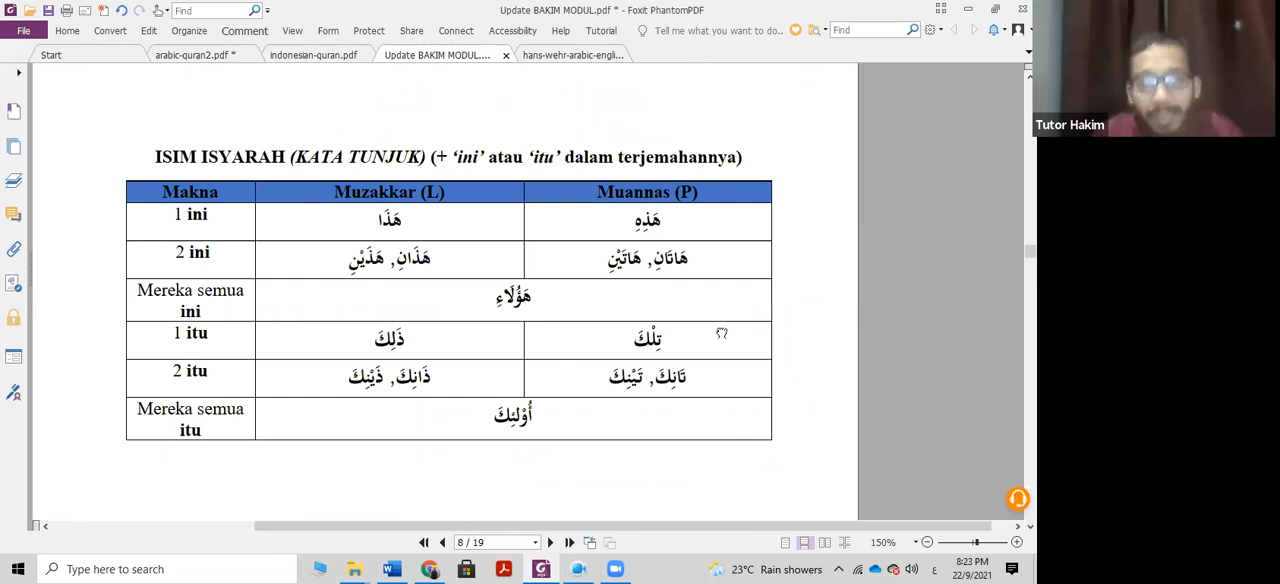 Find
Update BAKIM MODUL.pdf * - Foxit PhantomPDF
File Home Convert Edit Organize Comment View Form Protect Share Connect Accessibility Help Tutorial Tell me what you want to do.. Find
Start arabic-quran2.pdf * indonesian-quran.pdf Update BAKIM MODUL.... hans-wehr-arabic-engli...
Tutor Hakim
ISIM ISYARAH (KATA TUNJUK) (+ ‘ini’ atau ‘itu’ dalam terjemahannya)
Makna Muzakkar (L) Muannas (P)
1 ini هَذَا هَذِهِ
2 ini هَذَانِ, هَذَيْنِ هَاتَانِ, هَاتَيْنِ
Mereka semua
ini هَؤُلَاءِ
1 itu ذَلِكَ تِلْكَ
2 itu ذَانِكَ, ذَيْنِكَ تَانِكَ, تَيْنِكَ
Mereka semua
itu أُوْلئِكَ
8 / 19 150%
Type here to search 23°C Rain showers ع 8:23 PM
22/9/2021